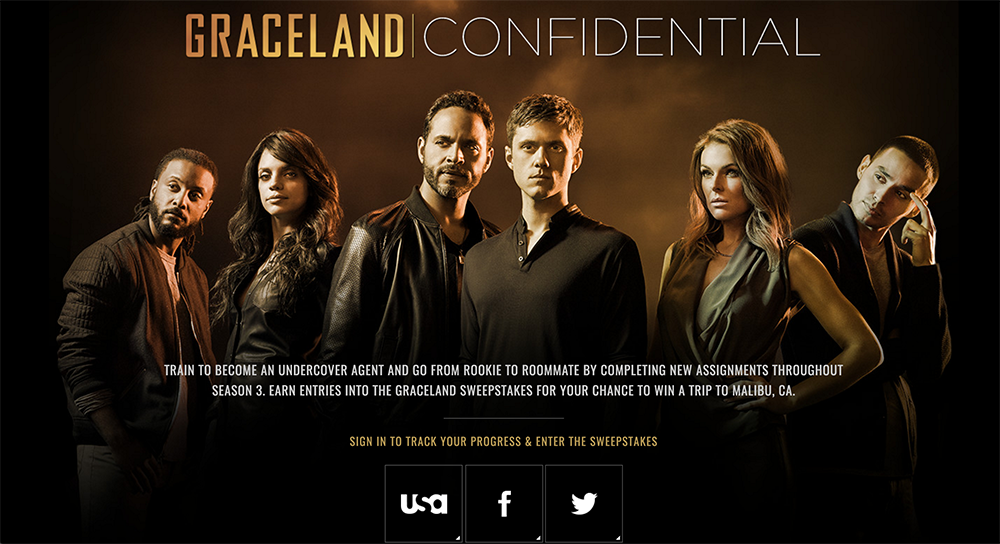 GRACELAND | CONFIDENTIAL
TRAIN TO BECOME AN UNDERCOVER AGENT AND GO FROM ROOKIE TO ROOMMATE BY COMPLETING NEW ASSIGNMENTS THROUGHOUT
SEASON 3. EARN ENTRIES INTO THE GRACELAND SWEEPSTAKES FOR YOUR CHANCE TO WIN A TRIP TO MALIBU, CA.
SIGN IN TO TRACK YOUR PROGRESS & ENTER THE SWEEPSTAKES
usa f